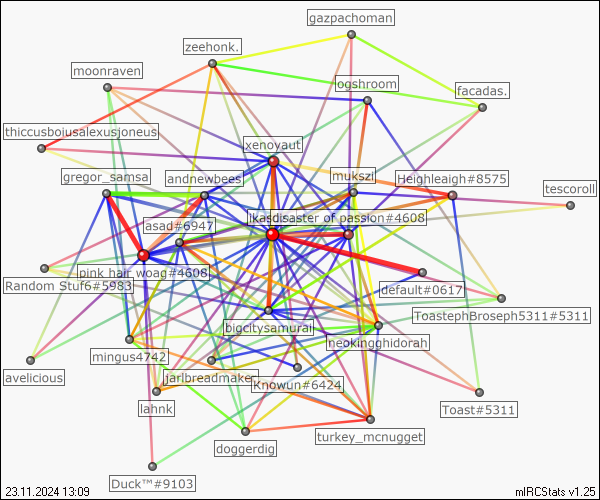 gazpachoman
zeehonk.
moonraven
ogshroom
facadas.
thiccusboiusalexusjoneus
xenoyaut
gregor_samsa
andnewbees
mukszi
Heighleaigh#8575
tescoroll
asad#6947
disaster of passion#4608
pink hair woag#4608
Random Stuf6#5983
default#0617
ToastephBroseph5311#5311
bigcitysamurai
neokingghidorah
mingus4742
avelicious
jarlbreadmaker
Knowun#6424
lahnk
Toast#5311
turkey_mcnugget
doggerdig
Duck™#9103
23.11.2024 13:09
mIRCStats v1.25